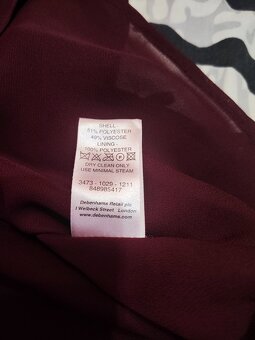 SHELL
51% POLYESTER
49% VISCOSE
LINING -
100% POLYESTER
DRY CLEAN ONLY
USE MINIMAL STEAM
3473 - 1029 - 1211
848985417
Debenhams Retail plc
1 Welbeck Street London
www.debenhams.com